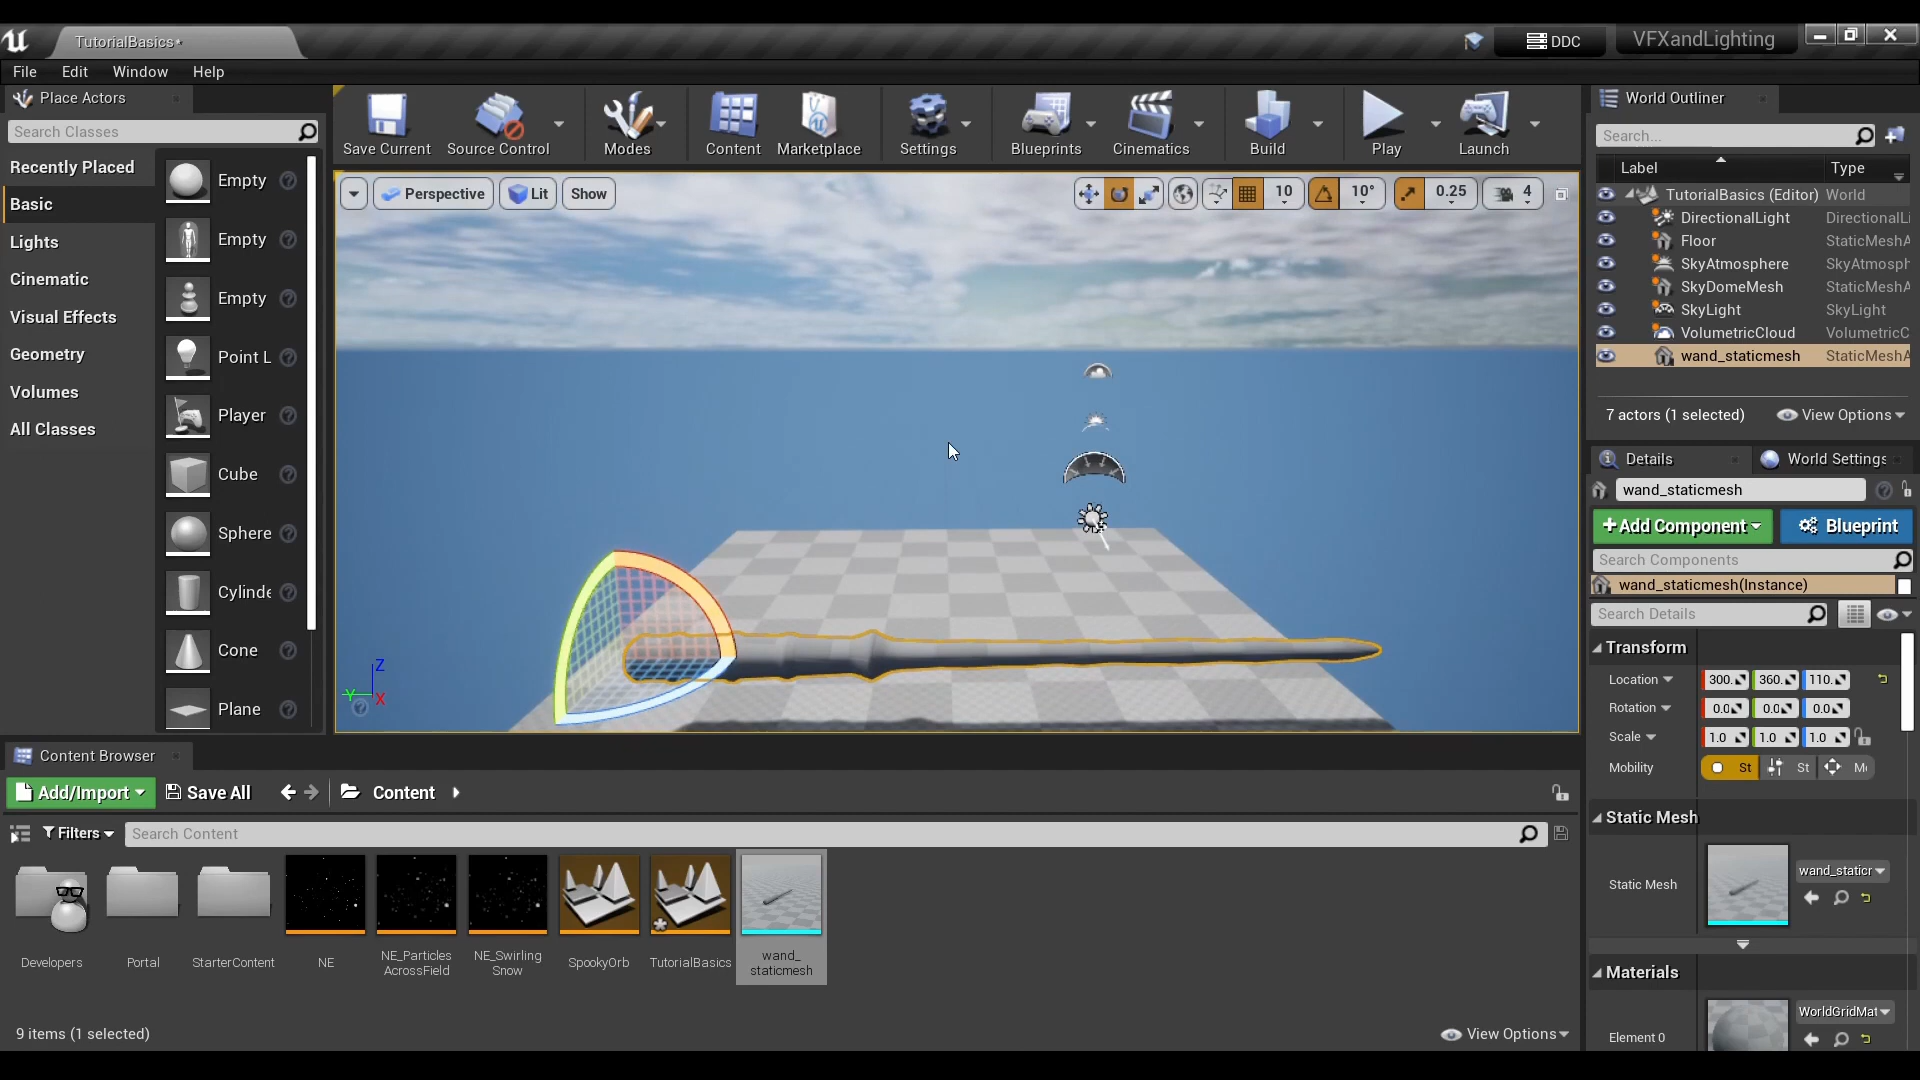 TutorialBasics*
DDC
VFXandLighting
File Edit Window Help
Place Actors
Search Classes
Recently Placed
Basic
Lights
Cinematic
Visual Effects
Geometry
Volumes
All Classes
Empty
Empty
Empty
Point L
Player
Cube
Sphere
Cylinde
Cone
Plane
Save Current
Source Control
Modes
Content
Marketplace
Settings
Blueprints
Cinematics
Build
Play
Launch
Perspective
Lit
Show
10
10°
0.25
4
Z
Y
X
World Outliner
Search...
Label Type
TutorialBasics (Editor) World
DirectionalLight DirectionalLi
Floor StaticMeshA
SkyAtmosphere SkyAtmosph
SkyDomeMesh StaticMeshA
SkyLight SkyLight
VolumetricCloud VolumetricC
wand_staticmesh StaticMeshA
7 actors (1 selected)
View Options
Details
World Settings
wand_staticmesh
+Add Component
Blueprint
Search Components
wand_staticmesh(Instance)
Search Details
Transform
Location 300. 360. 110.
Rotation 0.0 0.0 0.0
Scale 1.0 1.0 1.0
Mobility St St M
Static Mesh
Static Mesh
wand_staticr
Materials
WorldGridMat
Element 0
Content Browser
Add/Import
Save All
Content
Filters
Search Content
Developers
Portal
StarterContent
NE
NE_Particles
AcrossField
NE_Swirling
Snow
SpookyOrb
TutorialBasics
wand_
staticmesh
9 items (1 selected)
View Options